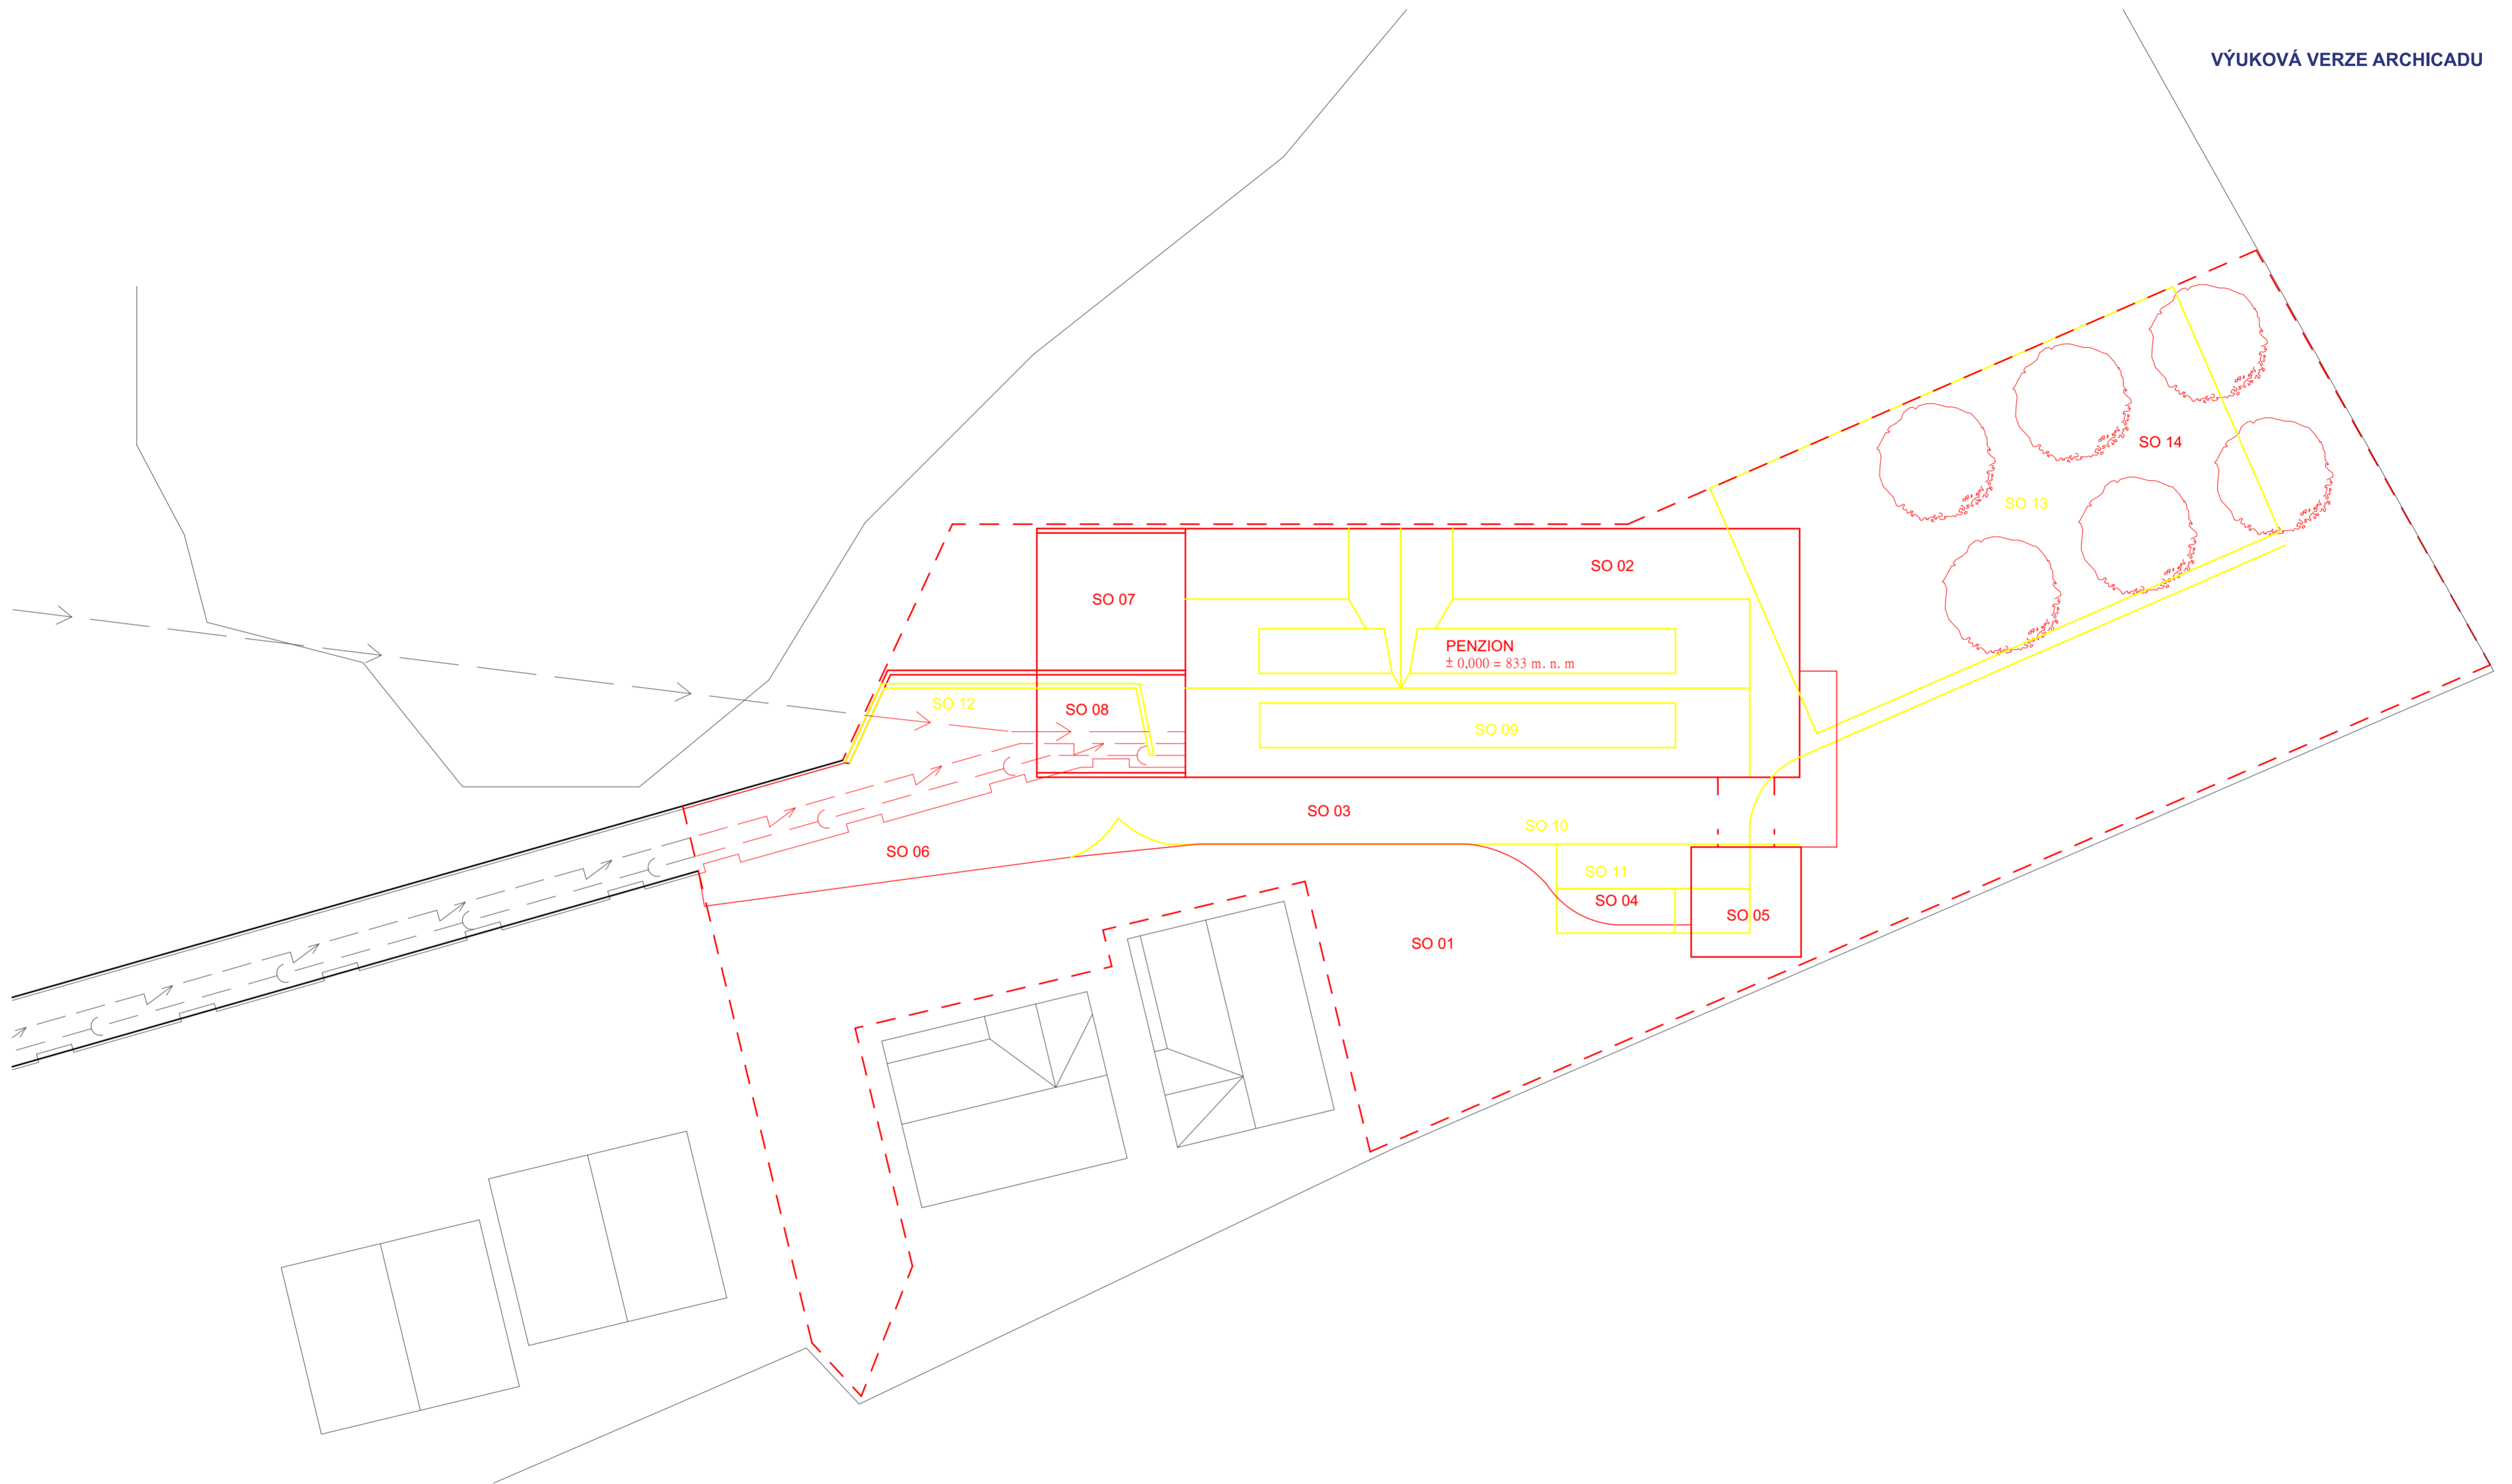 VÝUKOVÁ VERZE ARCHICADU
SO 14
SO 13
SO 02
SO 07
PENZION
± 0,000 = 833 m. n. m
SO 12
SO 08
SO 09
SO 03
SO 10
SO 06
SO 11
SO 04
SO 05
SO 01